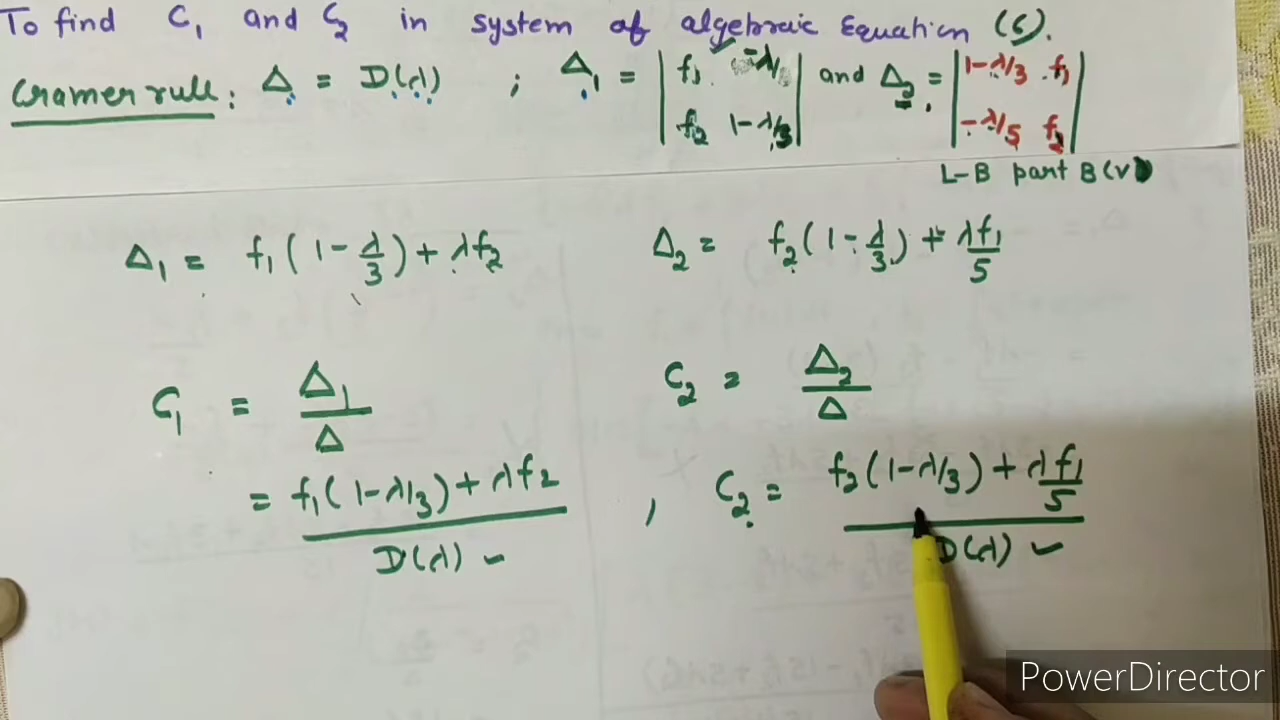 To find C₁ and C₂ in system of algebraic Equation (6).
Cramer rule: Δ = D(λ) ; Δ₁ = | f₁ -λ | and Δ₂ = | 1-λ/3 f₁ |
| f₂ 1-λ/3 | | -λ/5 f₂ |
L-B part B(V)
Δ₁ = f₁(1-λ/3)+λf₂ Δ₂ = f₂(1-λ/3) + λf₁/5
C₁ = Δ₁/Δ C₂ = Δ₂/Δ
= f₁(1-λ/3)+λf₂ / D(λ) ✓ , C₂ = f₂(1-λ/3)+λf₁/5 / D(λ) ✓
PowerDirector